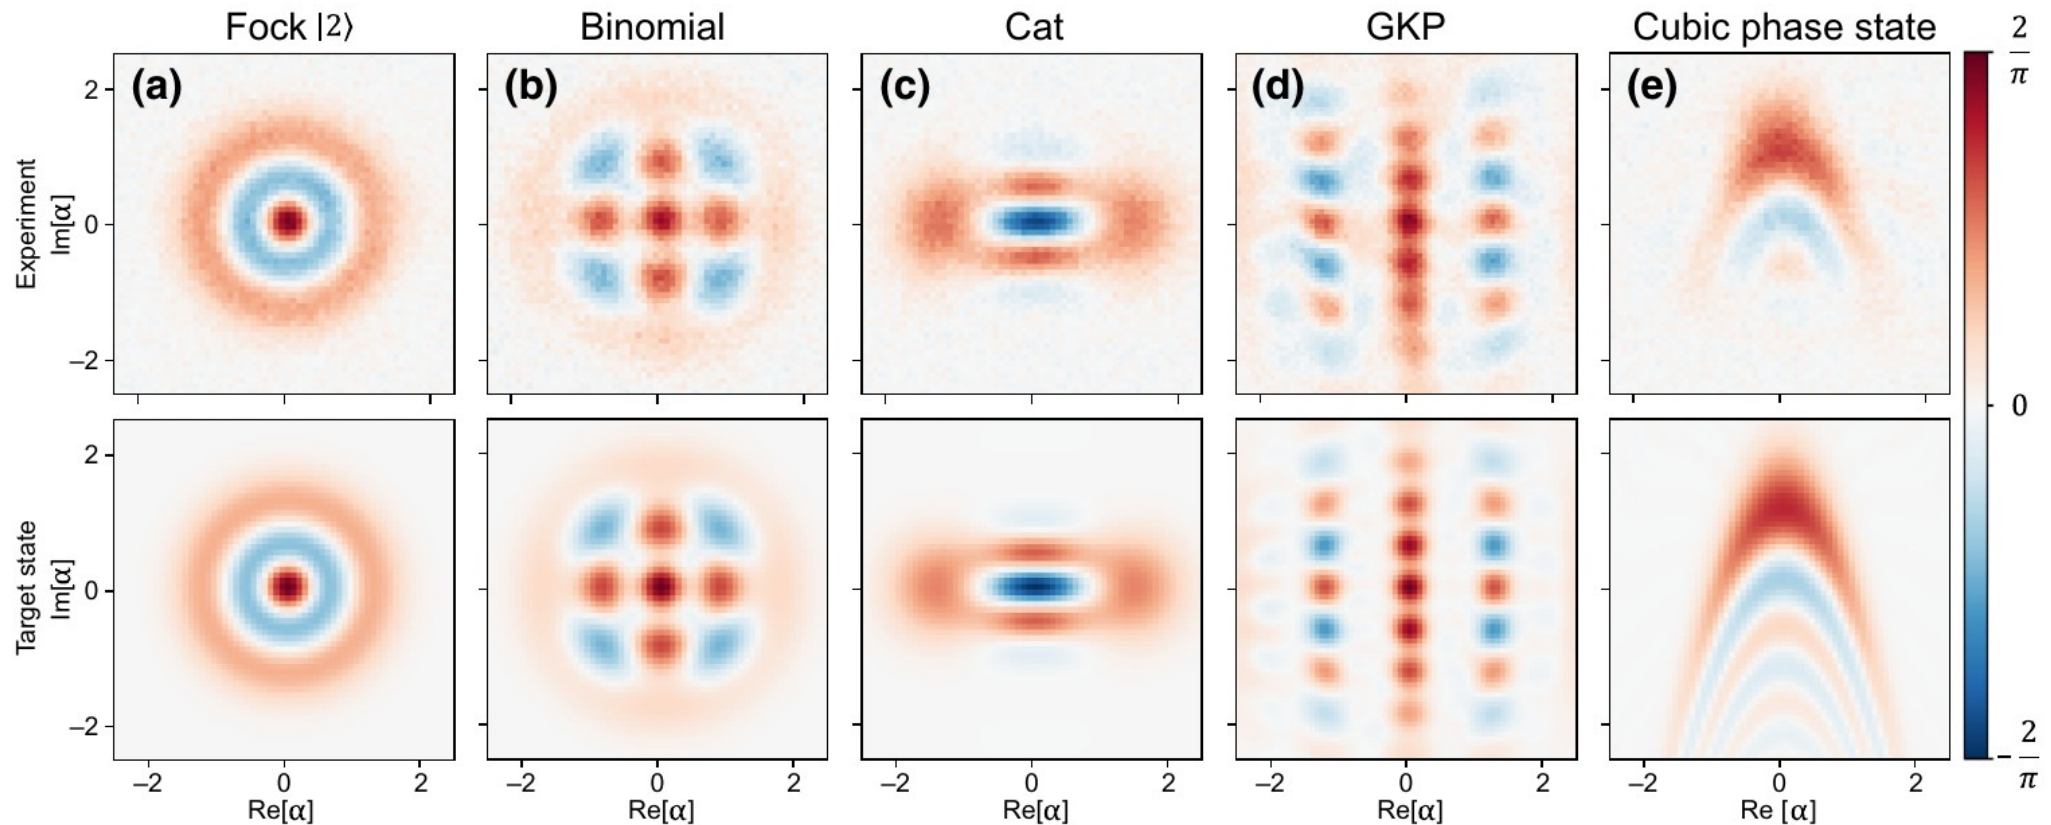 Fock |2⟩ Binomial Cat GKP Cubic phase state
(a) (b) (c) (d) (e)
2
π
Experiment
Im[α]
2
0
–2
0
Target state
Im[α]
2
0
–2
– 2
π
–2 0 2 –2 0 2 –2 0 2 –2 0 2 –2 0 2
Re[α] Re[α] Re[α] Re[α] Re [α]